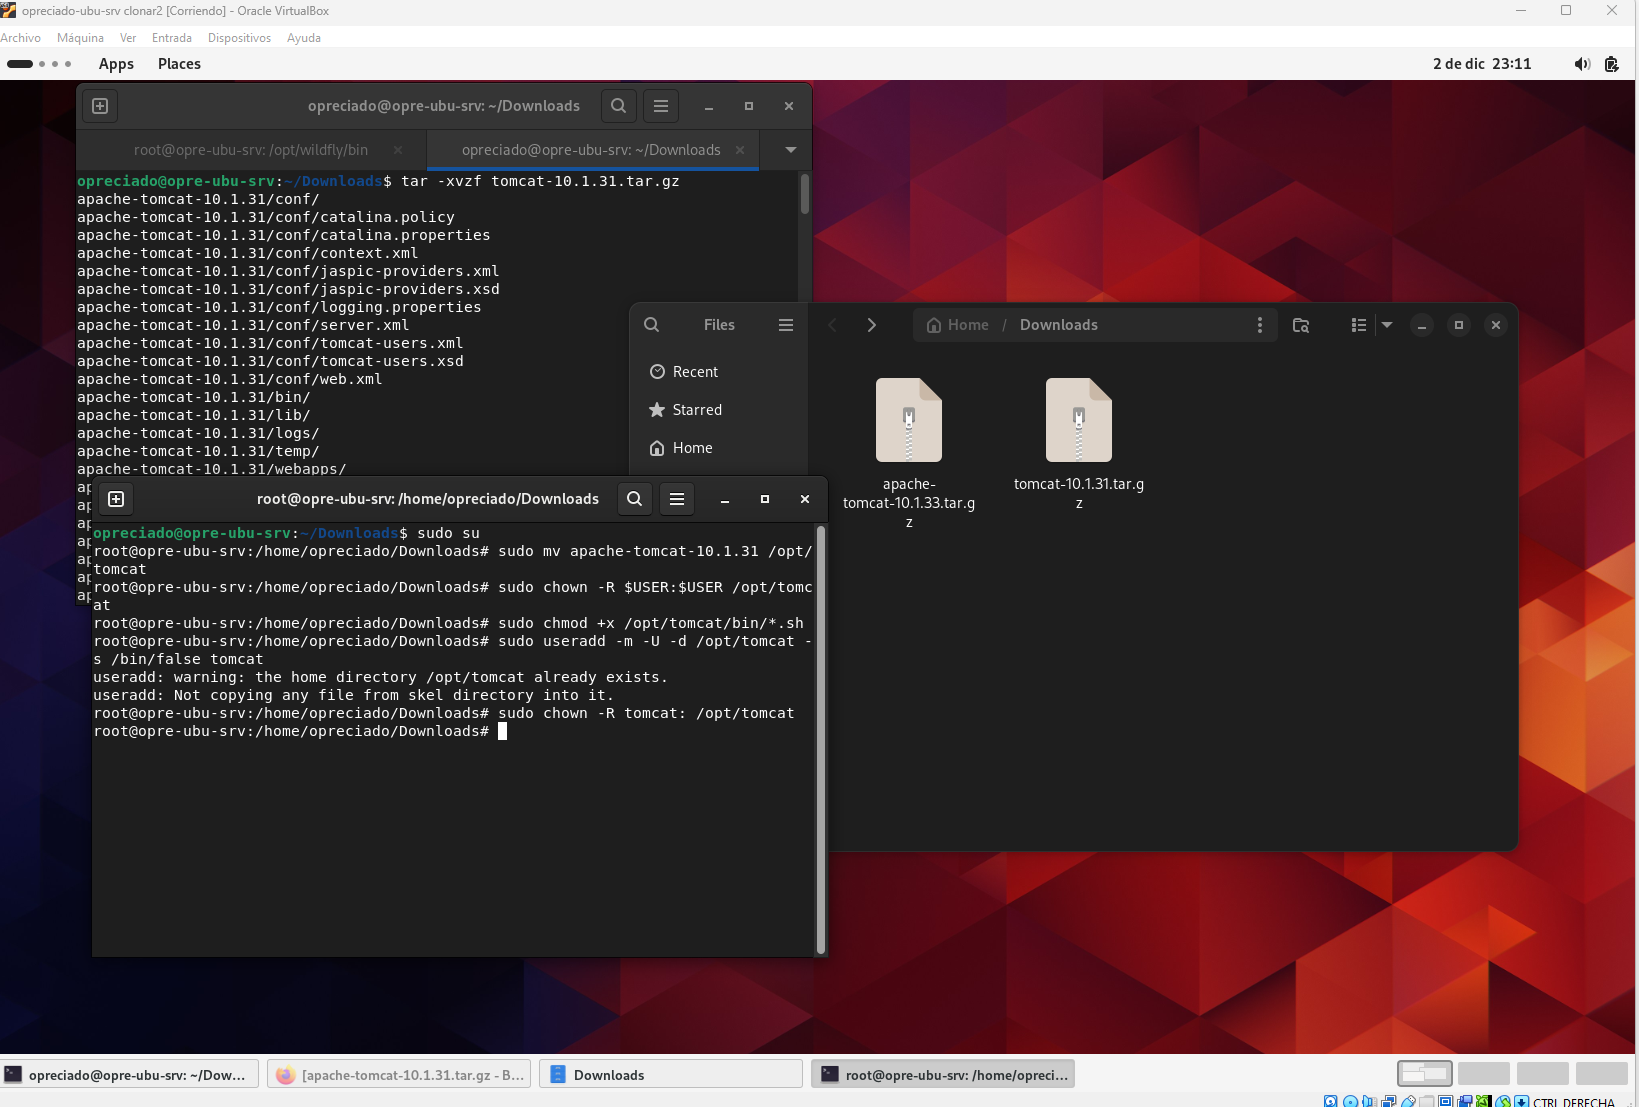 opreciado-ubu-srv clonar2 [Corriendo] - Oracle VirtualBox
Archivo Máquina Ver Entrada Dispositivos Ayuda
Apps Places 2 de dic 23:11
opreciado@opre-ubu-srv: ~/Downloads
root@opre-ubu-srv: /opt/wildfly/bin opreciado@opre-ubu-srv: ~/Downloads
opreciado@opre-ubu-srv:~/Downloads$ tar -xvzf tomcat-10.1.31.tar.gz
apache-tomcat-10.1.31/conf/
apache-tomcat-10.1.31/conf/catalina.policy
apache-tomcat-10.1.31/conf/catalina.properties
apache-tomcat-10.1.31/conf/context.xml
apache-tomcat-10.1.31/conf/jaspic-providers.xml
apache-tomcat-10.1.31/conf/jaspic-providers.xsd
apache-tomcat-10.1.31/conf/logging.properties
apache-tomcat-10.1.31/conf/server.xml
apache-tomcat-10.1.31/conf/tomcat-users.xml
apache-tomcat-10.1.31/conf/tomcat-users.xsd
apache-tomcat-10.1.31/conf/web.xml
apache-tomcat-10.1.31/bin/
apache-tomcat-10.1.31/lib/
apache-tomcat-10.1.31/logs/
apache-tomcat-10.1.31/temp/
apache-tomcat-10.1.31/webapps/
Files
Home / Downloads
Recent
Starred
Home
apache-
tomcat-10.1.33.tar.g
z
tomcat-10.1.31.tar.g
z
root@opre-ubu-srv: /home/opreciado/Downloads
opreciado@opre-ubu-srv:~/Downloads$ sudo su
root@opre-ubu-srv:/home/opreciado/Downloads# sudo mv apache-tomcat-10.1.31 /opt/
tomcat
root@opre-ubu-srv:/home/opreciado/Downloads# sudo chown -R $USER:$USER /opt/tomc
at
root@opre-ubu-srv:/home/opreciado/Downloads# sudo chmod +x /opt/tomcat/bin/*.sh
root@opre-ubu-srv:/home/opreciado/Downloads# sudo useradd -m -U -d /opt/tomcat -
s /bin/false tomcat
useradd: warning: the home directory /opt/tomcat already exists.
useradd: Not copying any file from skel directory into it.
root@opre-ubu-srv:/home/opreciado/Downloads# sudo chown -R tomcat: /opt/tomcat
root@opre-ubu-srv:/home/opreciado/Downloads#
opreciado@opre-ubu-srv: ~/Dow... [apache-tomcat-10.1.31.tar.gz - B... Downloads root@opre-ubu-srv: /home/opreci...
CTRL DERECHA